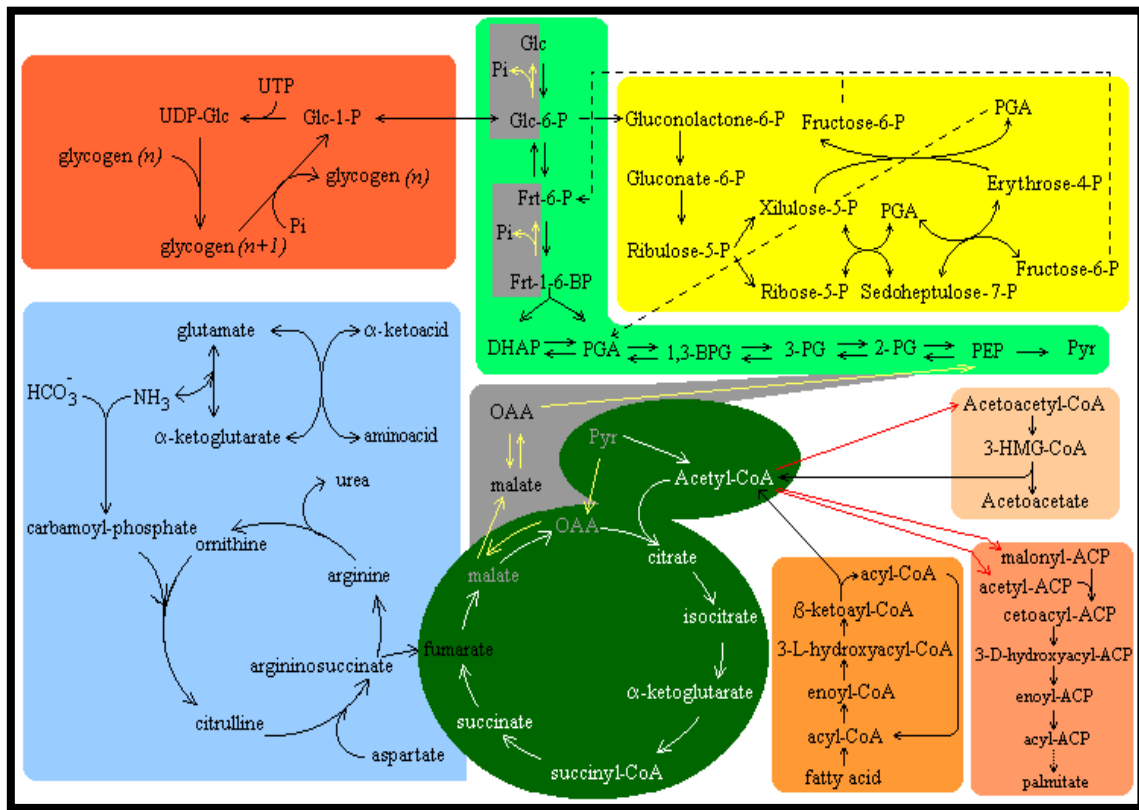 UTP
UDP-Glc
Glc-1-P
glycogen (n)
glycogen (n)
Pi
glycogen (n+1)
Glc
Pi
Glc-6-P
Frt-6-P
Pi
Frt-1-6-BP
DHAP
PGA
1,3-BPG
3-PG
2-PG
PEP
Pyr
Gluconolactone-6-P
Fructose-6-P
PGA
Gluconate-6-P
Erythrose-4-P
Xilulose-5-P
PGA
Ribulose-5-P
Fructose-6-P
Ribose-5-P
Sedoheptulose-7-P
glutamate
α-ketoacid
HCO3-
NH3
α-ketoglutarate
aminoacid
urea
carbamoyl-phosphate
ornithine
arginine
argininosuccinate
citrulline
aspartate
OAA
malate
Pyr
Acetyl-CoA
OAA
citrate
malate
isocitrate
fumarate
α-ketoglutarate
succinate
succinyl-CoA
Acetoacetyl-CoA
3-HMG-CoA
Acetoacetate
acyl-CoA
ß-ketoayl-CoA
3-L-hydroxyacyl-CoA
enoyl-CoA
acyl-CoA
fatty acid
malonyl-ACP
acetyl-ACP
cetoacyl-ACP
3-D-hydroxyacyl-ACP
enoyl-ACP
acyl-ACP
palmitate